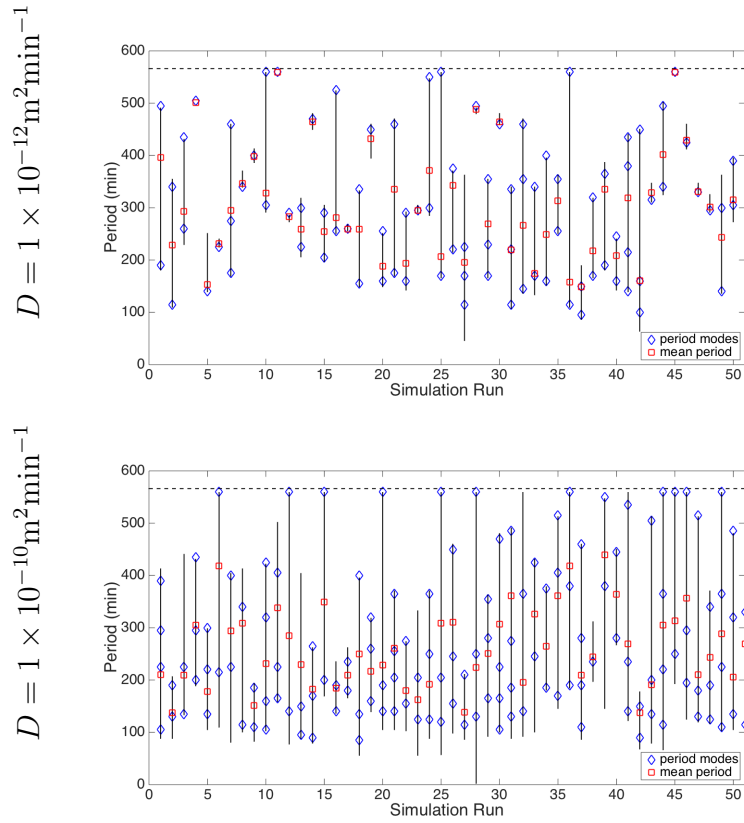 D = 1 × 10⁻¹²m²min⁻¹
Period (min)
600
500
400
300
200
100
0
0 5 10 15 20 25 30 35 40 45 50
Simulation Run
period modes
mean period
D = 1 × 10⁻¹⁰m²min⁻¹
Period (min)
600
500
400
300
200
100
0
0 5 10 15 20 25 30 35 40 45 50
Simulation Run
period modes
mean period